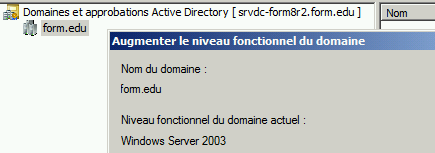 Domaines et approbations Active Directory [ srvdc-form8r2.form.edu ]
Nom
form.edu
Augmenter le niveau fonctionnel du domaine
Nom du domaine :
form.edu
Niveau fonctionnel du domaine actuel :
Windows Server 2003